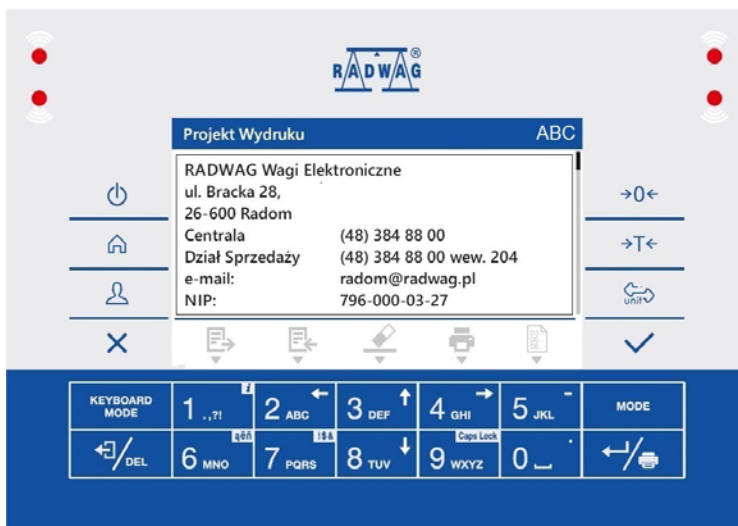 RADWAG®
Projekt Wydruku ABC
RADWAG Wagi Elektroniczne
ul. Bracka 28,
26-600 Radom
Centrala (48) 384 88 00
Dział Sprzedaży (48) 384 88 00 wew. 204
e-mail: radom@radwag.pl
NIP: 796-000-03-27
→0←
→T←
unit
KEYBOARD MODE
1 .,?! i
2 ABC ←
3 DEF ↑
4 GHI →
5 JKL -
MODE
DEL
6 MNO ąêñ
7 PQRS !$&
8 TUV ↓
9 WXYZ Caps Lock
0 .